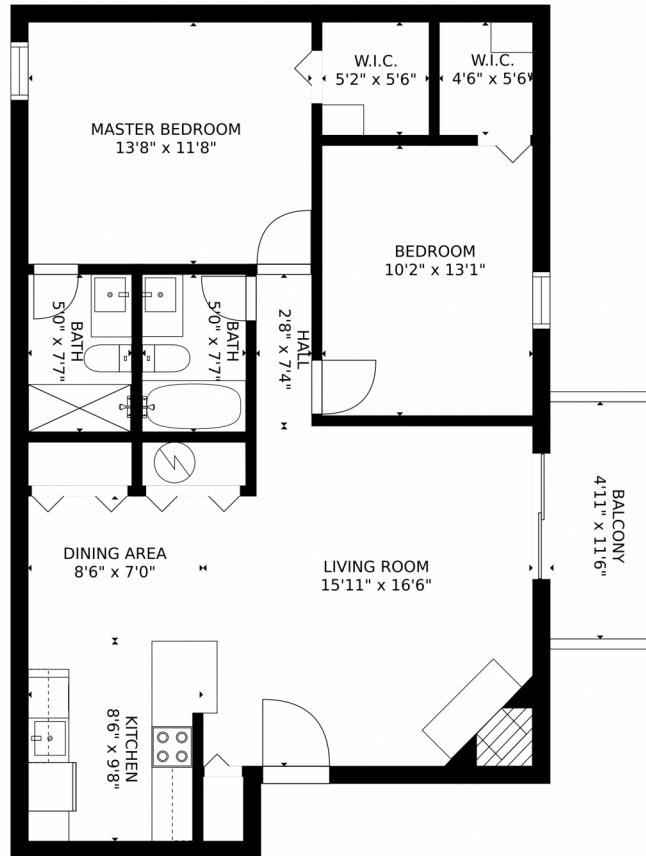 W.I.C.
5'2" x 5'6"
W.I.C.
4'6" x 5'6"
MASTER BEDROOM
13'8" x 11'8"
BEDROOM
10'2" x 13'1"
BATH
5'0" x 7'7"
BATH
5'0" x 7'7"
HALL
2'8" x 7'4"
BALCONY
4'11" x 11'6"
DINING AREA
8'6" x 7'0"
LIVING ROOM
15'11" x 16'6"
KITCHEN
8'6" x 9'8"